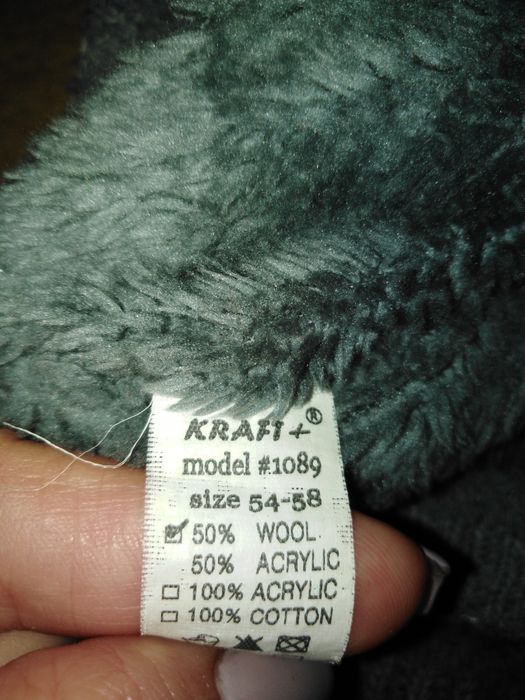 KRAFT+®
model #1089
size 54-58
☑ 50% WOOL
50% ACRYLIC
☐ 100% ACRYLIC
☐ 100% COTTON